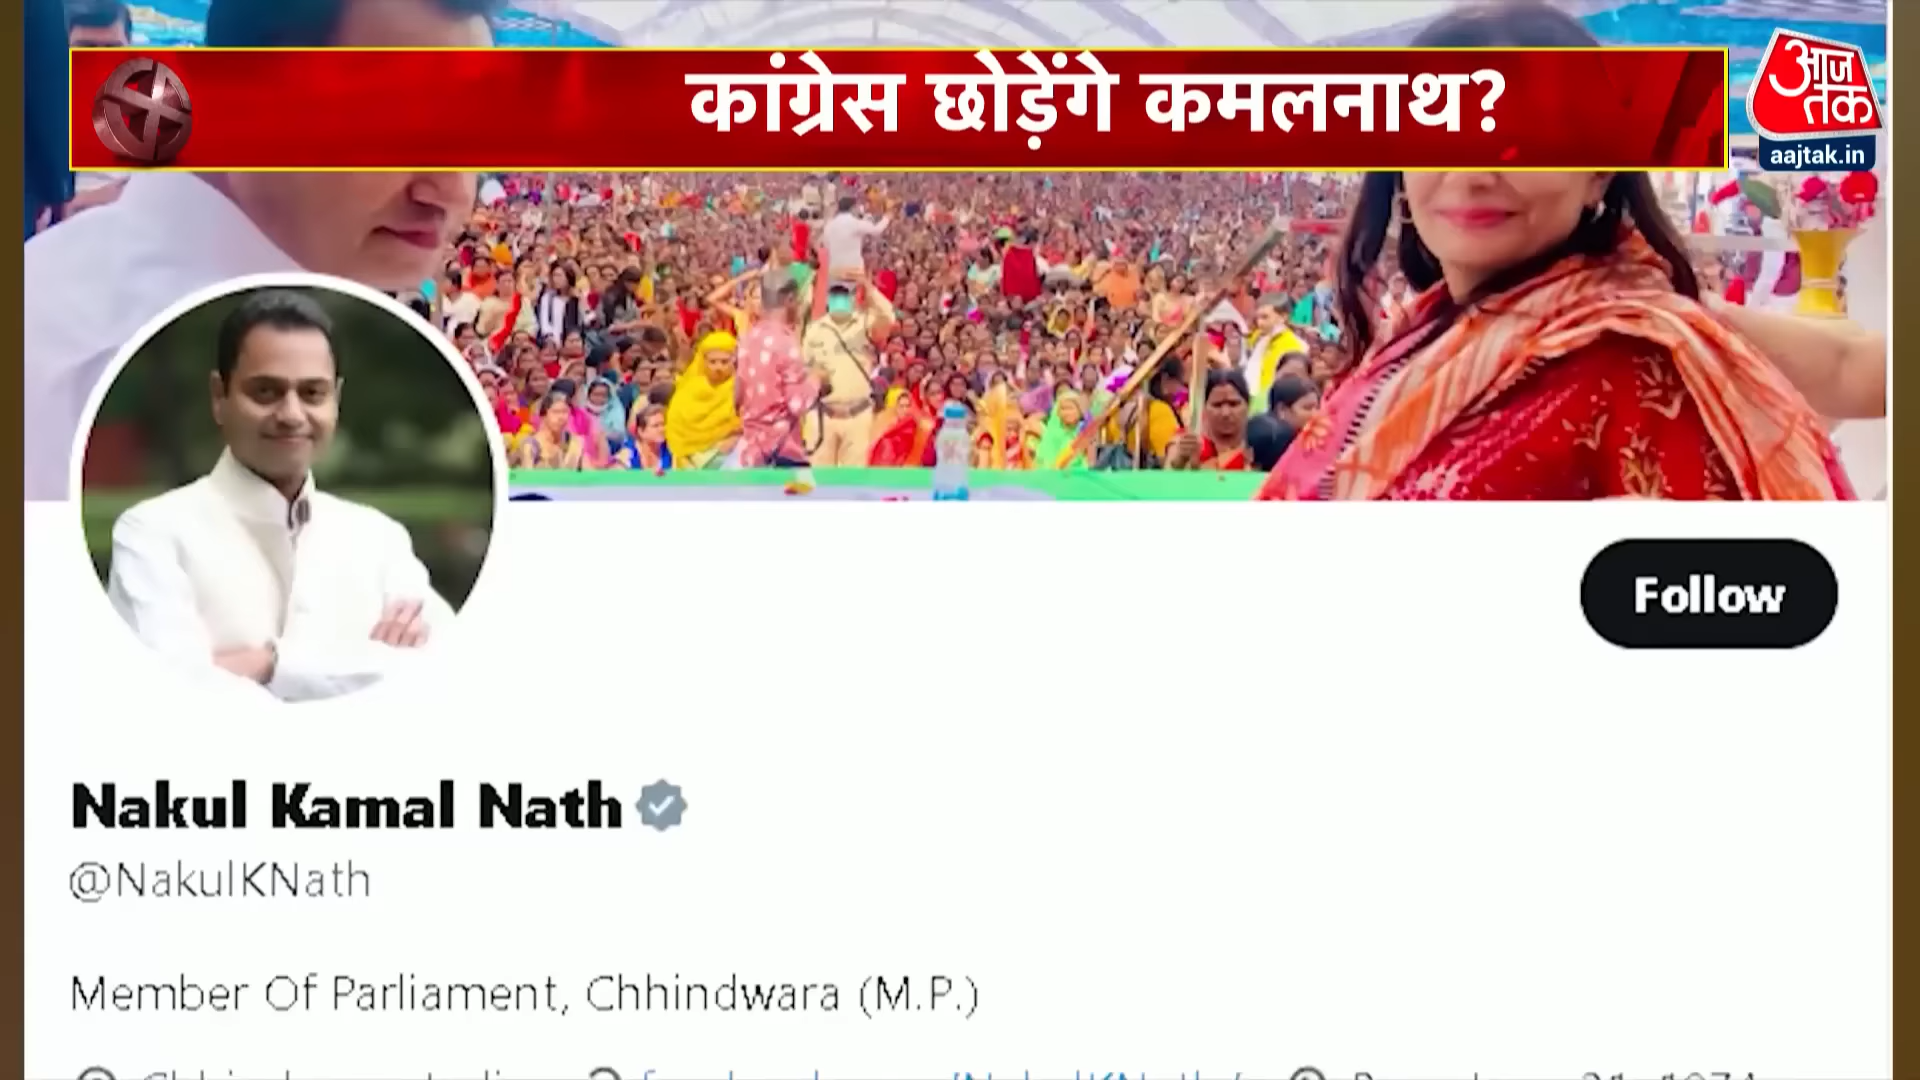 कांग्रेस छोड़ेंगे कमलनाथ?
आज
तक
aajtak.in
Follow
Nakul Kamal Nath
@NakulKNath
Member Of Parliament, Chhindwara (M.P.)